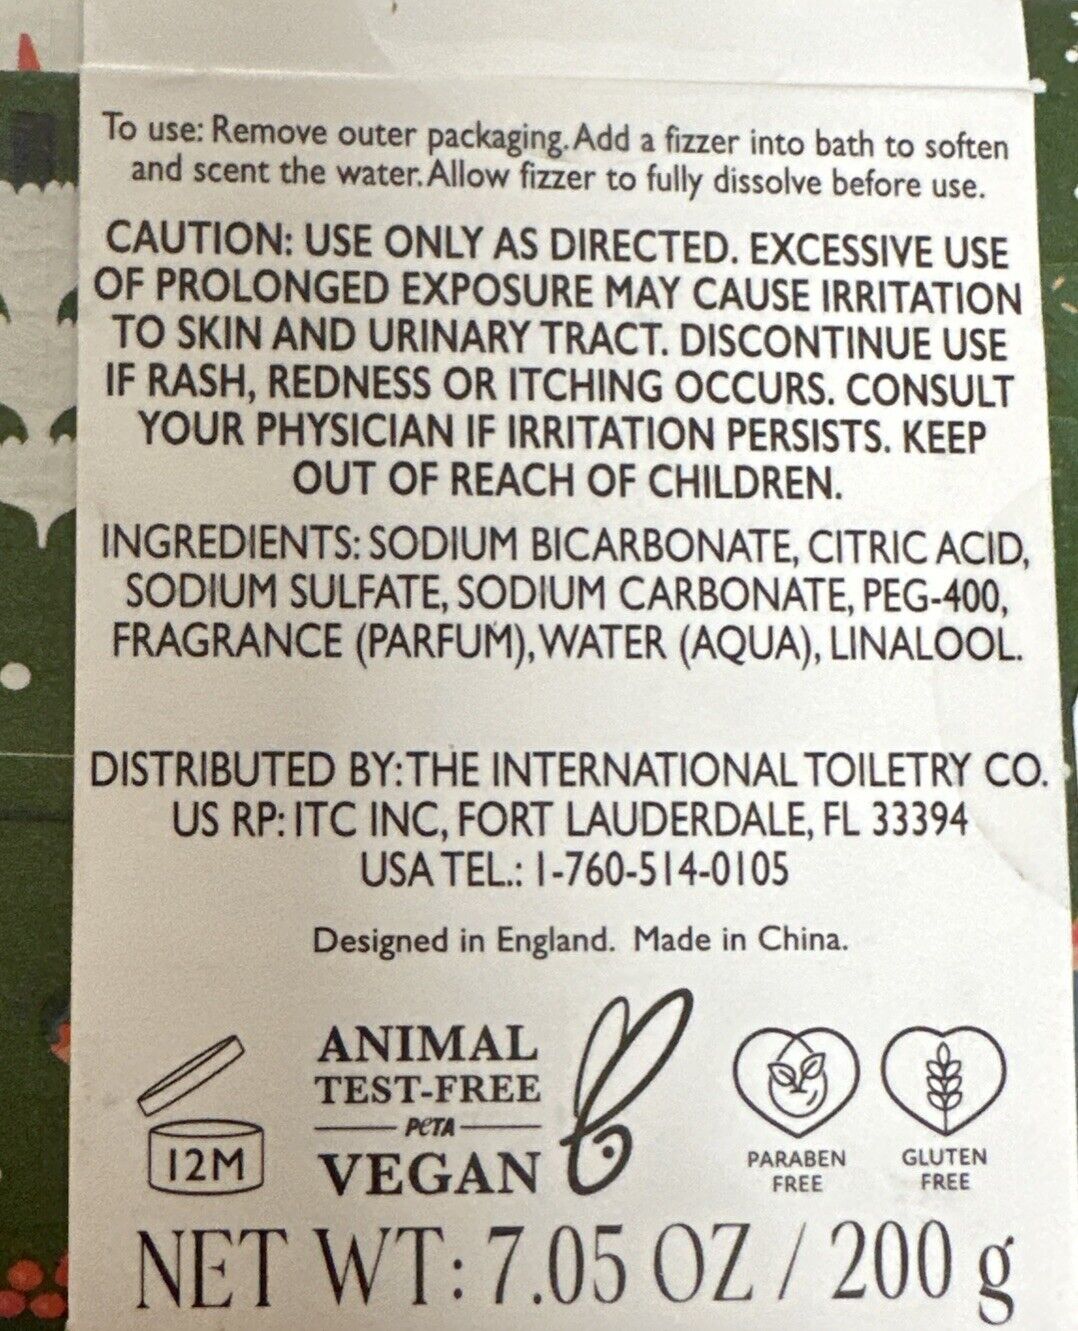 To use: Remove outer packaging. Add a fizzer into bath to soften
and scent the water. Allow fizzer to fully dissolve before use.
CAUTION: USE ONLY AS DIRECTED. EXCESSIVE USE
OF PROLONGED EXPOSURE MAY CAUSE IRRITATION
TO SKIN AND URINARY TRACT. DISCONTINUE USE
IF RASH, REDNESS OR ITCHING OCCURS. CONSULT
YOUR PHYSICIAN IF IRRITATION PERSISTS. KEEP
OUT OF REACH OF CHILDREN.
INGREDIENTS: SODIUM BICARBONATE, CITRIC ACID,
SODIUM SULFATE, SODIUM CARBONATE, PEG-400,
FRAGRANCE (PARFUM), WATER (AQUA), LINALOOL.
DISTRIBUTED BY: THE INTERNATIONAL TOILETRY CO.
US RP: ITC INC, FORT LAUDERDALE, FL 33394
USA TEL.: 1-760-514-0105
Designed in England. Made in China.
12M
ANIMAL
TEST-FREE
PETA
VEGAN
PARABEN
FREE
GLUTEN
FREE
NET WT: 7.05 OZ / 200 g